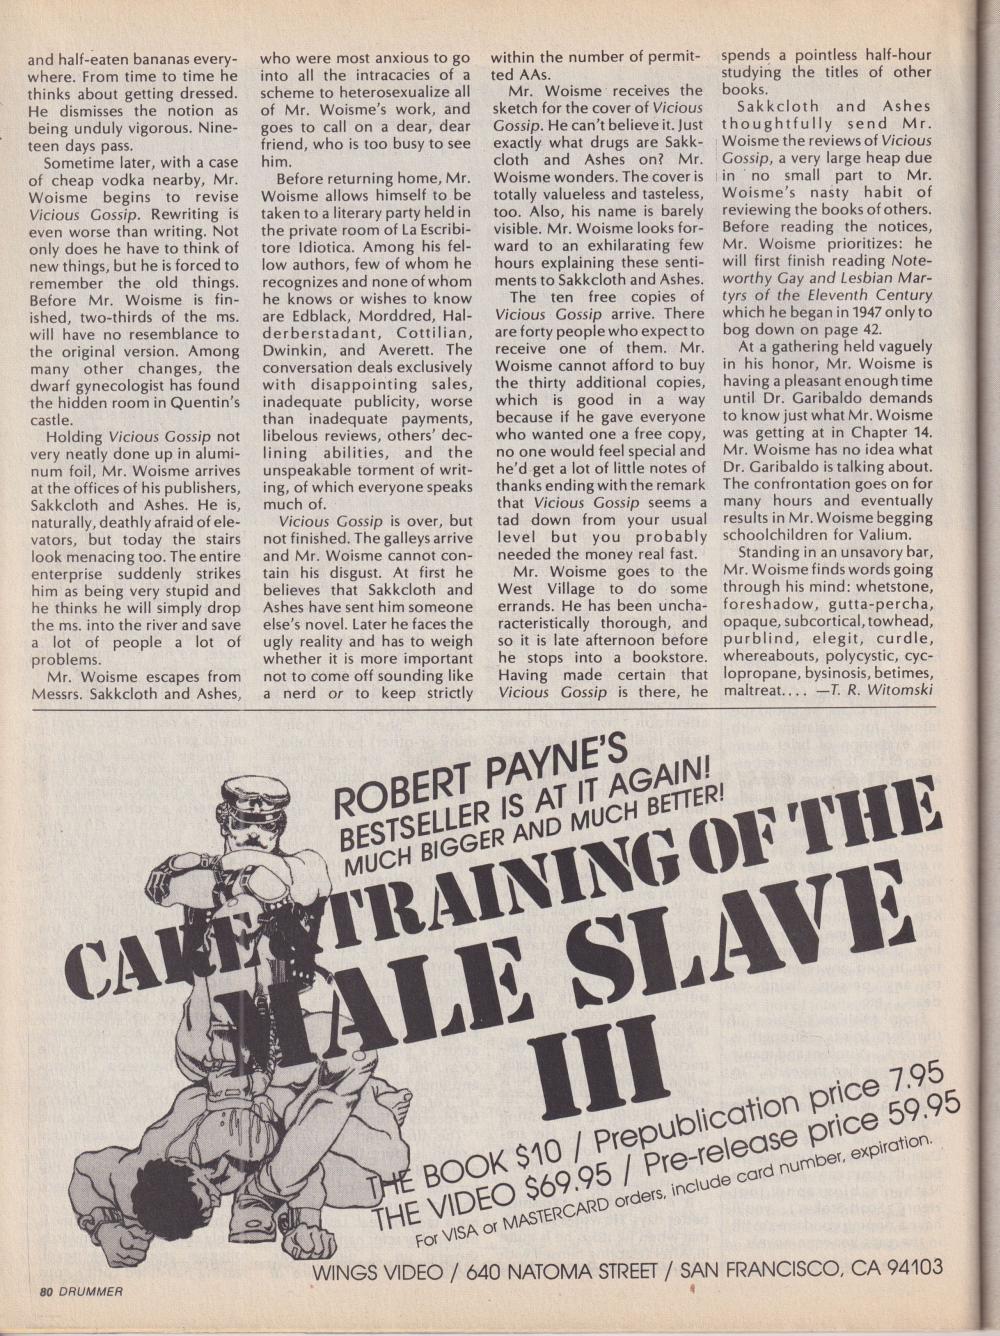 and half-eaten bananas every-
where. From time to time he
thinks about getting dressed.
He dismisses the notion as
being unduly vigorous. Nine-
teen days pass.
Sometime later, with a case
of cheap vodka nearby, Mr.
Woisme begins to revise
Vicious Gossip. Rewriting is
even worse than writing. Not
only does he have to think of
new things, but he is forced to
remember the old things.
Before Mr. Woisme is fin-
ished, two-thirds of the ms.
will have no resemblance to
the original version. Among
many other changes, the
dwarf gynecologist has found
the hidden room in Quentin's
castle.
Holding Vicious Gossip not
very neatly done up in alumi-
num foil, Mr. Woisme arrives
at the offices of his publishers,
Sakkcloth and Ashes. He is,
naturally, deathly afraid of ele-
vators, but today the stairs
look menacing too. The entire
enterprise suddenly strikes
him as being very stupid and
he thinks he will simply drop
the ms. into the river and save
a lot of people a lot of
problems.
Mr. Woisme escapes from
Messrs. Sakkcloth and Ashes,
who were most anxious to go
into all the intracacies of a
scheme to heterosexualize all
of Mr. Woisme's work, and
goes to call on a dear, dear
friend, who is too busy to see
him.
Before returning home, Mr.
Woisme allows himself to be
taken to a literary party held in
the private room of La Escribi-
tore Idiotica. Among his fel-
low authors, few of whom he
recognizes and none of whom
he knows or wishes to know
are Edblack, Morddred, Hal-
derberstadant, Cottilian,
Dwinkin, and Averett. The
conversation deals exclusively
with disappointing sales,
inadequate publicity, worse
than inadequate payments,
libelous reviews, others' dec-
lining abilities, and the
unspeakable torment of writ-
ing, of which everyone speaks
much of.
Vicious Gossip is over, but
not finished. The galleys arrive
and Mr. Woisme cannot con-
tain his disgust. At first he
believes that Sakkcloth and
Ashes have sent him someone
else's novel. Later he faces the
ugly reality and has to weigh
whether it is more important
not to come off sounding like
a nerd or to keep strictly
within the number of permit-
ted AAs.
Mr. Woisme receives the
sketch for the cover of Vicious
Gossip. He can't believe it. Just
exactly what drugs are Sakk-
cloth and Ashes on? Mr.
Woisme wonders. The cover is
totally valueless and tasteless,
too. Also, his name is barely
visible. Mr. Woisme looks for-
ward to an exhilarating few
hours explaining these senti-
ments to Sakkcloth and Ashes.
The ten free copies of
Vicious Gossip arrive. There
are forty people who expect to
receive one of them. Mr.
Woisme cannot afford to buy
the thirty additional copies,
which is good in a way
because if he gave everyone
who wanted one a free copy,
no one would feel special and
he'd get a lot of little notes of
thanks ending with the remark
that Vicious Gossip seems a
tad down from your usual
level but you probably
needed the money real fast.
Mr. Woisme goes to the
West Village to do some
errands. He has been uncha-
racteristically thorough, and
so it is late afternoon before
he stops into a bookstore.
Having made certain that
Vicious Gossip is there, he
spends a pointless half-hour
studying the titles of other
books.
Sakkcloth and Ashes
thoughtfully send Mr.
Woisme the reviews of Vicious
Gossip, a very large heap due
in no small part to Mr.
Woisme's nasty habit of
reviewing the books of others.
Before reading the notices,
Mr. Woisme prioritizes: he
will first finish reading Note-
worthy Gay and Lesbian Mar-
tyrs of the Eleventh Century
which he began in 1947 only to
bog down on page 42.
At a gathering held vaguely
in his honor, Mr. Woisme is
having a pleasant enough time
until Dr. Garibaldo demands
to know just what Mr. Woisme
was getting at in Chapter 14.
Mr. Woisme has no idea what
Dr. Garibaldo is talking about.
The confrontation goes on for
many hours and eventually
results in Mr. Woisme begging
schoolchildren for Valium.
Standing in an unsavory bar,
Mr. Woisme finds words going
through his mind: whetstone,
foreshadow, gutta-percha,
opaque, subcortical, towhead,
purblind, elegit, curdle,
whereabouts, polycystic, cyc-
lopropane, bysinosis, betimes,
maltreat.... —T. R. Witomski
ROBERT PAYNE'S
BESTSELLER IS AT IT AGAIN!
MUCH BIGGER AND MUCH BETTER!
CARE & TRAINING OF THE
MALE SLAVE
III
THE BOOK $10 / Prepublication price 7.95
THE VIDEO $69.95 / Pre-release price 59.95
For VISA or MASTERCARD orders, include card number, expiration.
WINGS VIDEO / 640 NATOMA STREET / SAN FRANCISCO, CA 94103
80 DRUMMER